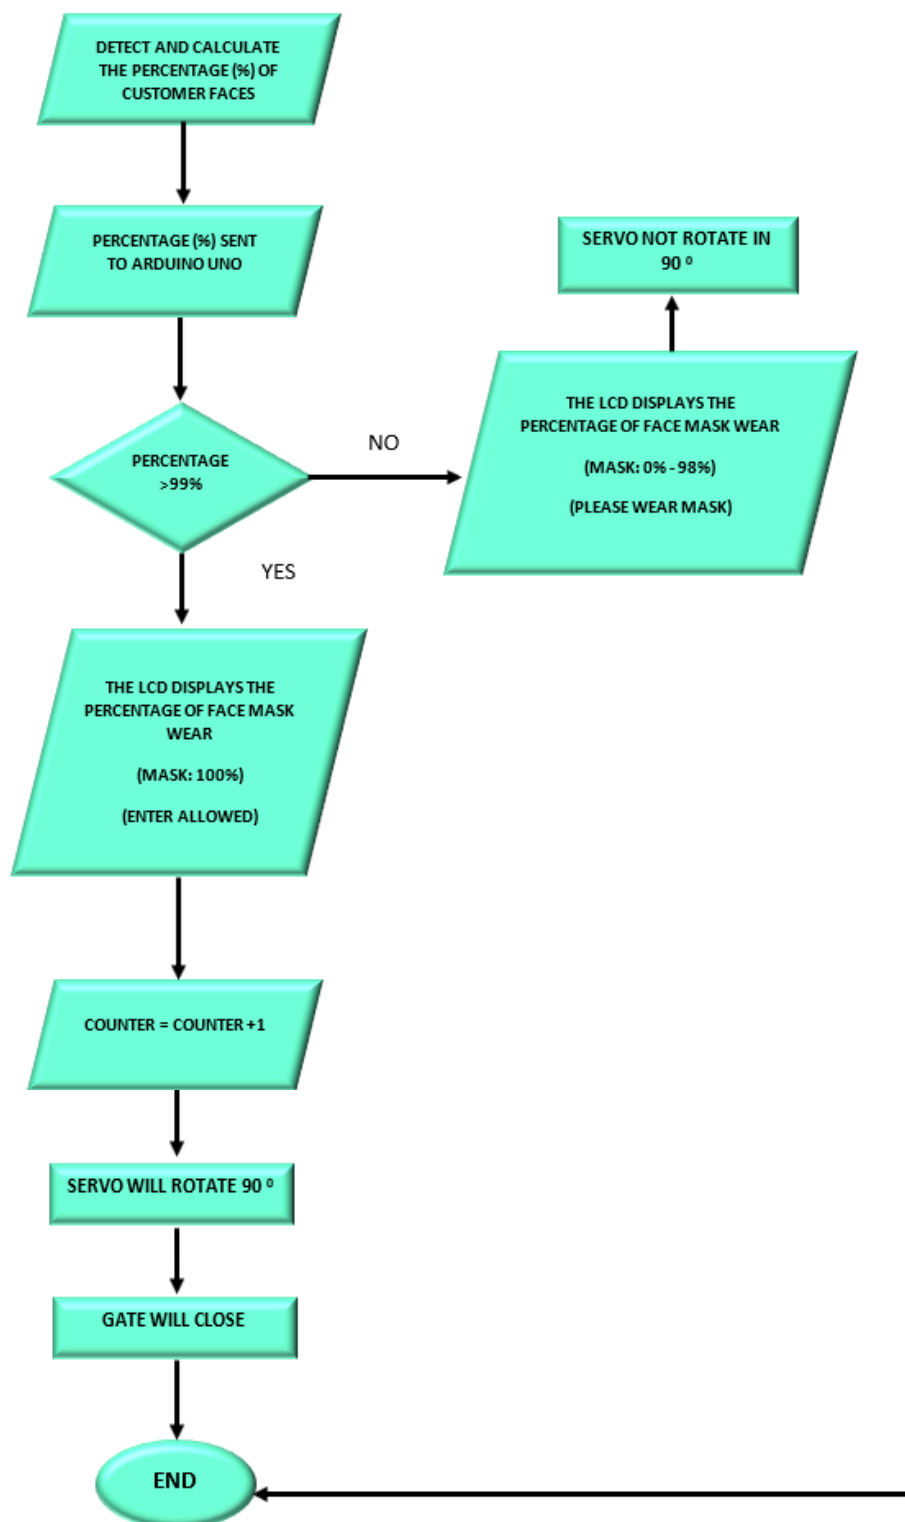 DETECT AND CALCULATE
THE PERCENTAGE (%) OF
CUSTOMER FACES
PERCENTAGE (%) SENT
TO ARDUINO UNO
SERVO NOT ROTATE IN
90 ⁰
PERCENTAGE
>99%
NO
THE LCD DISPLAYS THE
PERCENTAGE OF FACE MASK WEAR
(MASK: 0% - 98%)
(PLEASE WEAR MASK)
YES
THE LCD DISPLAYS THE
PERCENTAGE OF FACE MASK
WEAR
(MASK: 100%)
(ENTER ALLOWED)
COUNTER = COUNTER +1
SERVO WILL ROTATE 90 ⁰
GATE WILL CLOSE
END